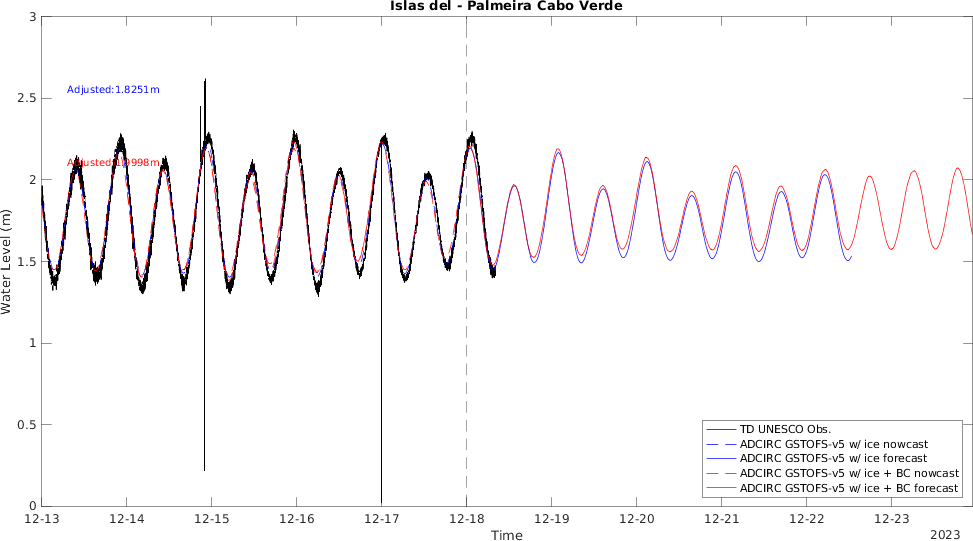 Islas del - Palmeira Cabo Verde
3
2.5
2
1.5
1
0.5
0
Water Level (m)
Adjusted:1.8251m
Adjusted:1.9998m
TD UNESCO Obs.
ADCIRC GSTOFS-v5 w/ ice nowcast
ADCIRC GSTOFS-v5 w/ ice forecast
ADCIRC GSTOFS-v5 w/ ice + BC nowcast
ADCIRC GSTOFS-v5 w/ ice + BC forecast
12-13 12-14 12-15 12-16 12-17 12-18 12-19 12-20 12-21 12-22 12-23
Time
2023